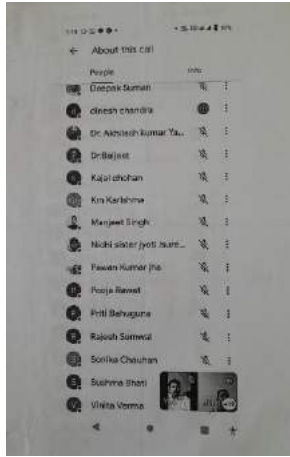 About this call
People
Info
Deepak Suman
dinesh chandra
Dr. Akhilesh kumar Ya...
Dr.Baljeet
Kajal chohan
Km Karishma
Manjeet Singh
Nidhi sister jyoti .sure...
Pawan Kumar jha
Pooja Rawat
Priti Bahuguna
Rajesh Semwal
Sonika Chauhan
Sushma Bhati
Vinita Verma